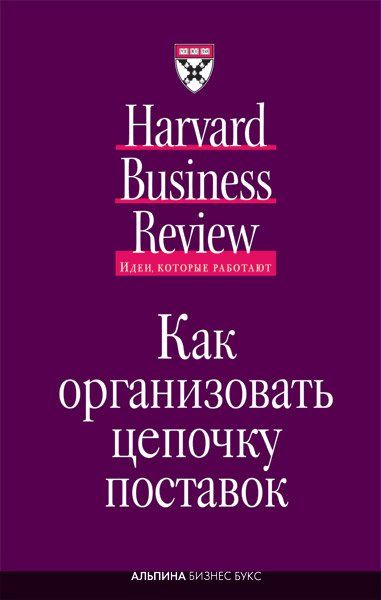 Harvard
Business
Review
Идеи, которые работают
Как
организовать
цепочку
поставок
АЛЬПИНА БИЗНЕС БУКС